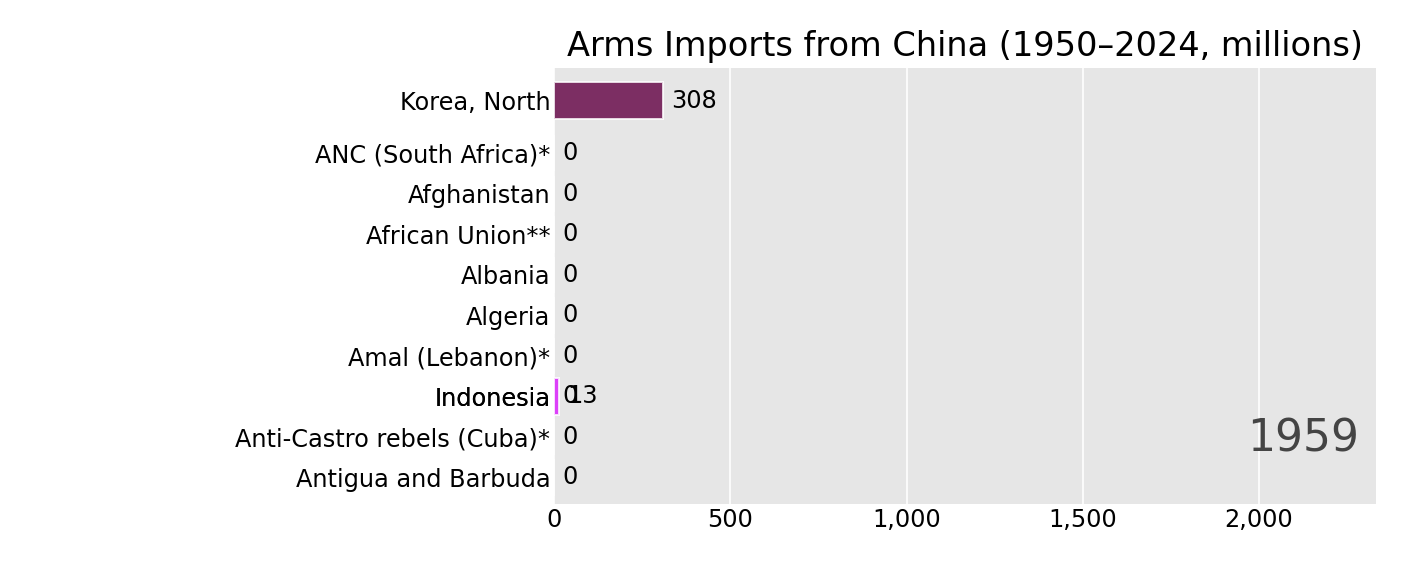 Arms Imports from China (1950–2024, millions)
Korea, North 308
ANC (South Africa)* 0
Afghanistan 0
African Union** 0
Albania 0
Algeria 0
Amal (Lebanon)* 0
Indonesia 0 13
Anti-Castro rebels (Cuba)* 0
1959
Antigua and Barbuda 0
0 500 1,000 1,500 2,000